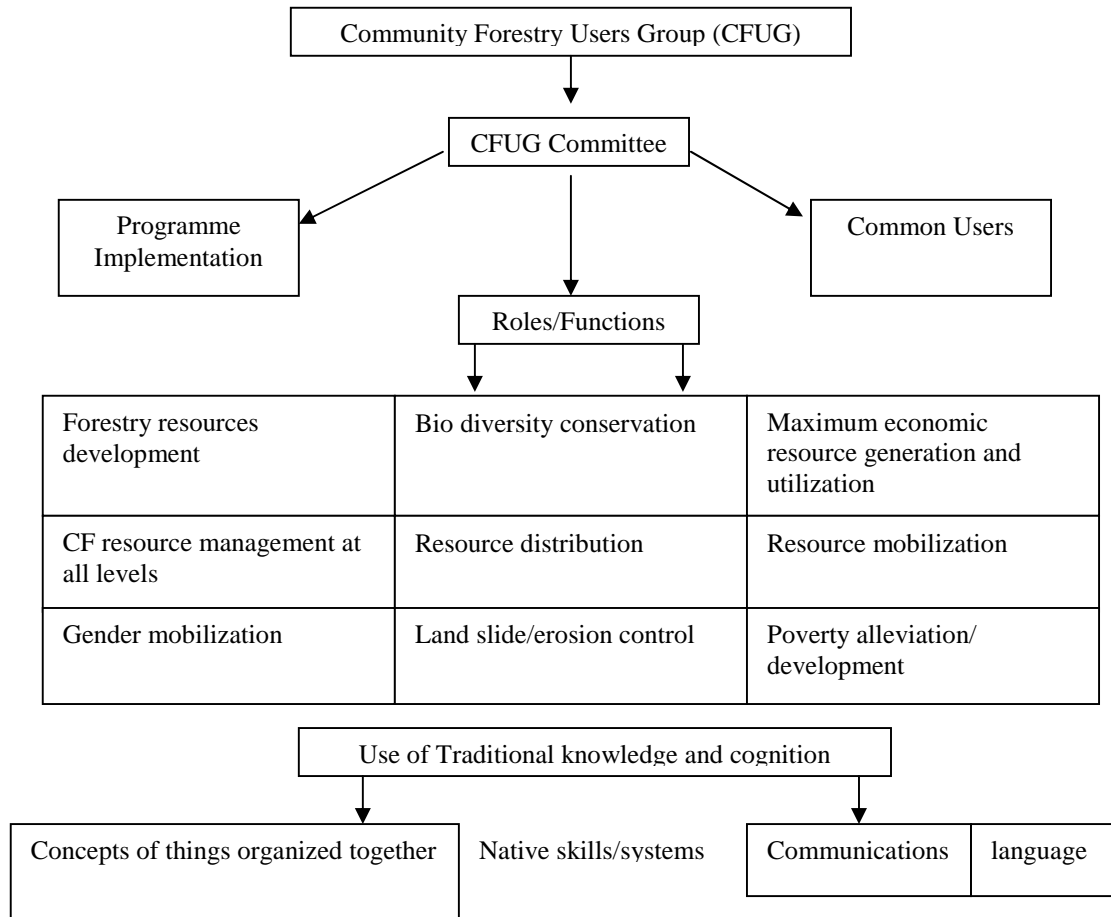 Community Forestry Users Group (CFUG)
CFUG Committee
Programme
Implementation
Common Users
Roles/Functions
Forestry resources
development
Bio diversity conservation
Maximum economic
resource generation and
utilization
CF resource management at
all levels
Resource distribution
Resource mobilization
Gender mobilization
Land slide/erosion control
Poverty alleviation/
development
Use of Traditional knowledge and cognition
Concepts of things organized together
Native skills/systems
Communications
language